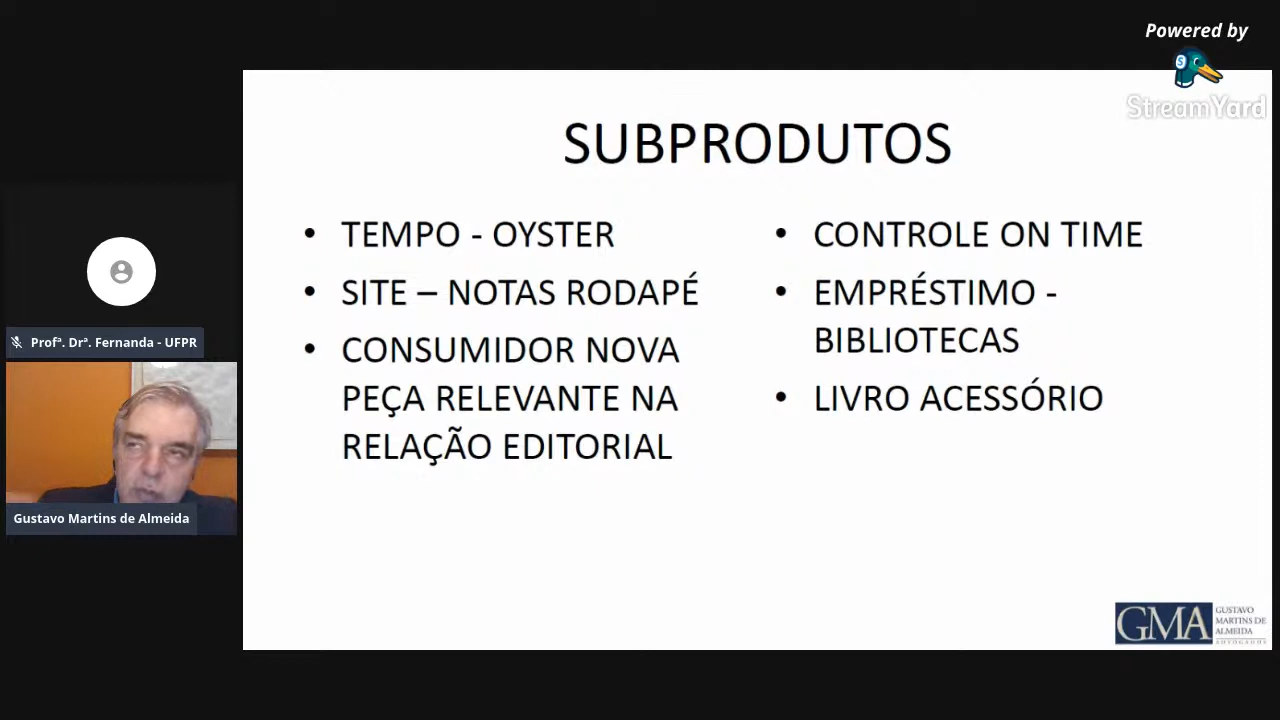 Powered by
StreamYard
SUBPRODUTOS
• TEMPO - OYSTER
• SITE – NOTAS RODAPÉ
• CONSUMIDOR NOVA
PEÇA RELEVANTE NA
RELAÇÃO EDITORIAL
• CONTROLE ON TIME
• EMPRÉSTIMO -
BIBLIOTECAS
• LIVRO ACESSÓRIO
Profª. Drª. Fernanda - UFPR
Gustavo Martins de Almeida
GMA
GUSTAVO
MARTINS DE
ALMEIDA
ADVOGADOS